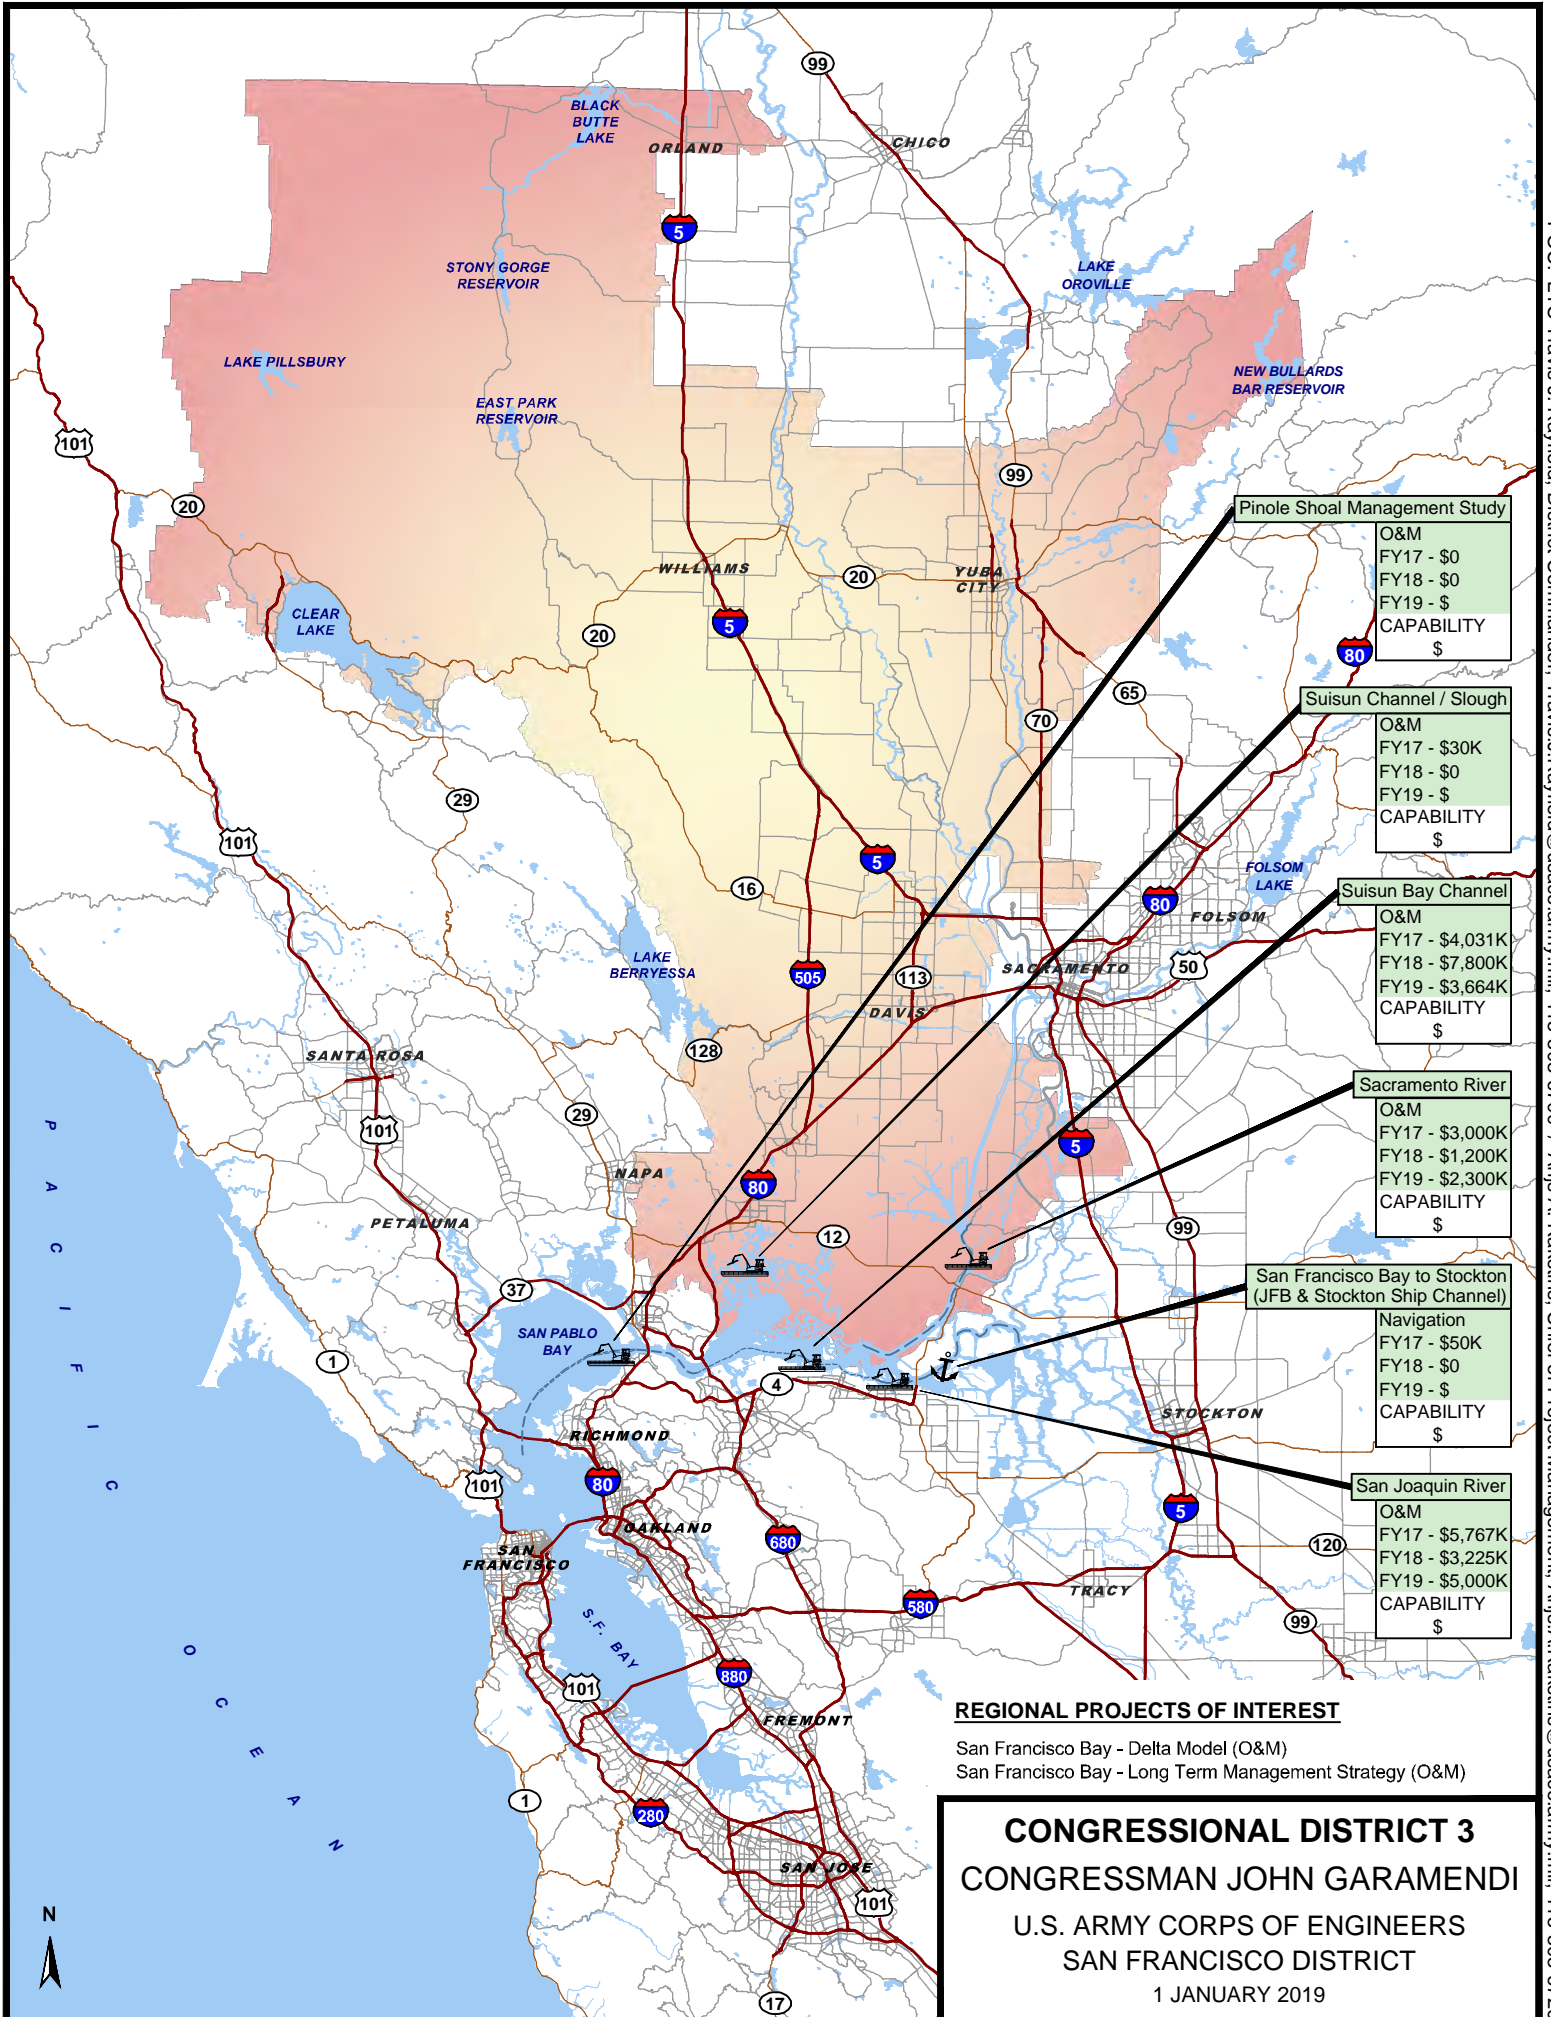 99
BLACK
BUTTE
LAKE
ORLAND
CHICO
5
STONY GORGE
RESERVOIR
LAKE
OROVILLE
LAKE PILLSBURY
NEW BULLARDS
BAR RESERVOIR
EAST PARK
RESERVOIR
101
99
20
Pinole Shoal Management Study
O&M
FY17 - $0
FY18 - $0
FY19 - $
CAPABILITY
$
WILLIAMS
20
YUBA
CITY
CLEAR
LAKE
5
20
80
65
70
Suisun Channel / Slough
O&M
FY17 - $30K
FY18 - $0
FY19 - $
CAPABILITY
$
29
101
5
16
FOLSOM
LAKE
80
FOLSOM
Suisun Bay Channel
O&M
FY17 - $4,031K
FY18 - $7,800K
FY19 - $3,664K
CAPABILITY
$
LAKE
BERRYESSA
505
113
SACRAMENTO
50
DAVIS
128
SANTA ROSA
29
101
5
Sacramento River
O&M
FY17 - $3,000K
FY18 - $1,200K
FY19 - $2,300K
CAPABILITY
$
NAPA
80
PETALUMA
12
99
37
San Francisco Bay to Stockton
(JFB & Stockton Ship Channel)
Navigation
FY17 - $50K
FY18 - $0
FY19 - $
CAPABILITY
$
SAN PABLO
BAY
1
4
STOCKTON
RICHMOND
101
80
5
San Joaquin River
O&M
FY17 - $5,767K
FY18 - $3,225K
FY19 - $5,000K
CAPABILITY
$
OAKLAND
SAN
FRANCISCO
680
120
580
TRACY
99
S.F. BAY
880
101
FREMONT
PACIFIC OCEAN
1
280
SAN JOSE
101
17
N
REGIONAL PROJECTS OF INTEREST
San Francisco Bay - Delta Model (O&M)
San Francisco Bay - Long Term Management Strategy (O&M)
CONGRESSIONAL DISTRICT 3
CONGRESSMAN JOHN GARAMENDI
U.S. ARMY CORPS OF ENGINEERS
SAN FRANCISCO DISTRICT
1 JANUARY 2019